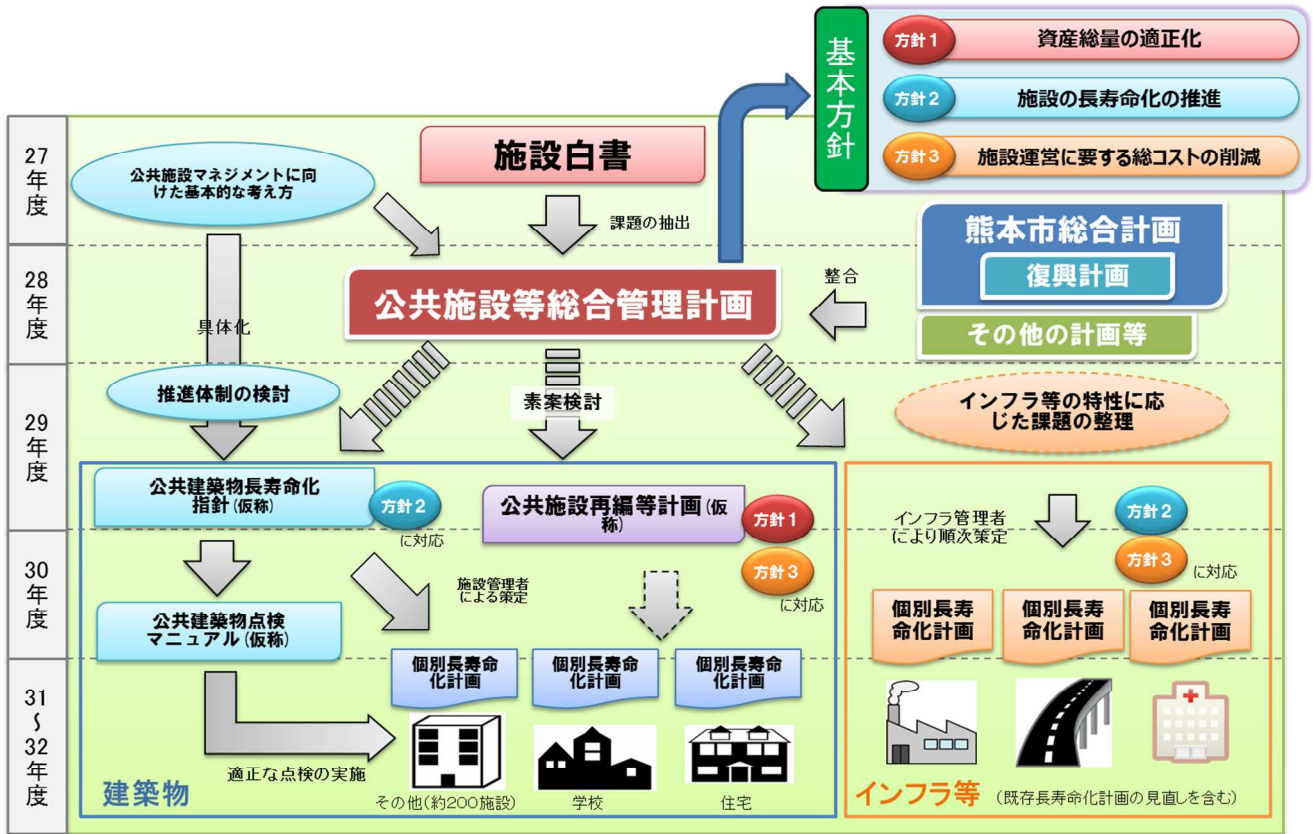 基本方針
方針1
資産総量の適正化
方針2
施設の長寿命化の推進
方針3
施設運営に要する総コストの削減
27年度
公共施設マネジメントに向
けた基本的な考え方
施設白書
課題の抽出
熊本市総合計画
復興計画
28年度
具体化
公共施設等総合管理計画
整合
その他の計画等
29年度
推進体制の検討
素案検討
インフラ等の特性に応
じた課題の整理
公共建築物長寿命化
指針(仮称)
方針2
に対応
公共施設再編等計画(仮
称)
方針1
方針3
に対応
インフラ管理者
により順次策定
方針2
方針3
に対応
30年度
施設管理者
による策定
公共建築物点検
マニュアル(仮称)
個別長寿
命化計画
個別長寿
命化計画
個別長寿
命化計画
31~32年度
個別長寿命
化計画
個別長寿命
化計画
個別長寿命
化計画
適正な点検の実施
その他(約200施設)
学校
住宅
建築物
インフラ等
(既存長寿命化計画の見直しを含む)